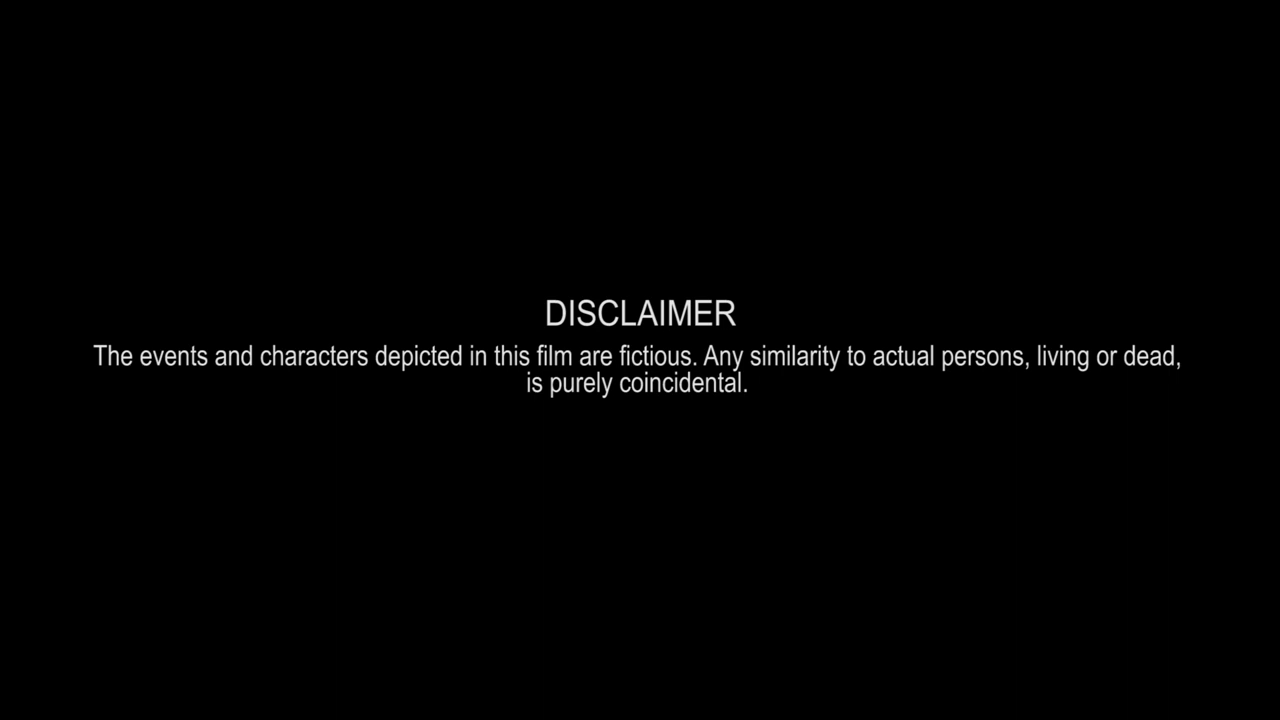 DISCLAIMER
The events and characters depicted in this film are fictious. Any similarity to actual persons, living or dead,
is purely coincidental.